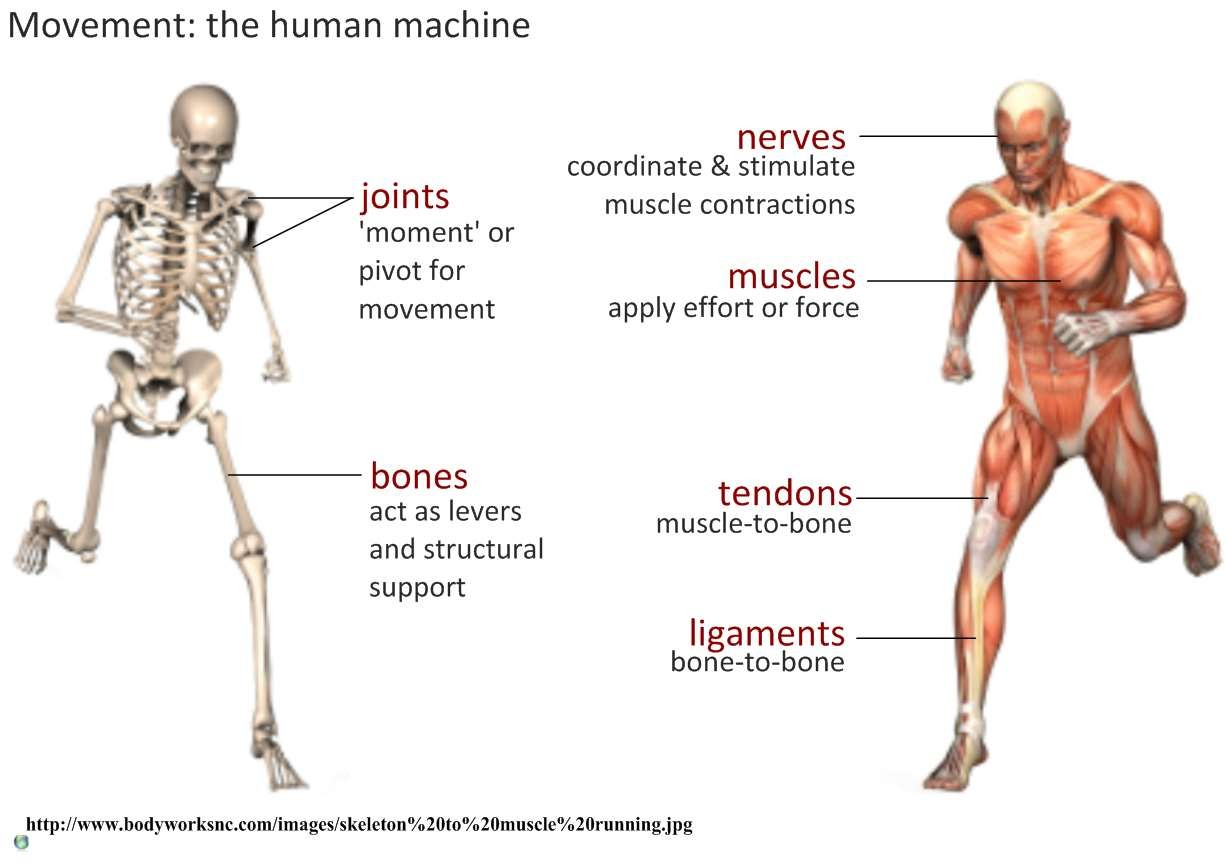 Movement: the human machine
joints
'moment' or
pivot for
movement
bones
act as levers
and structural
support
nerves
coordinate & stimulate
muscle contractions
muscles
apply effort or force
tendons
muscle-to-bone
ligaments
bone-to-bone
http://www.bodyworksnc.com/images/skeleton%20to%20muscle%20running.jpg